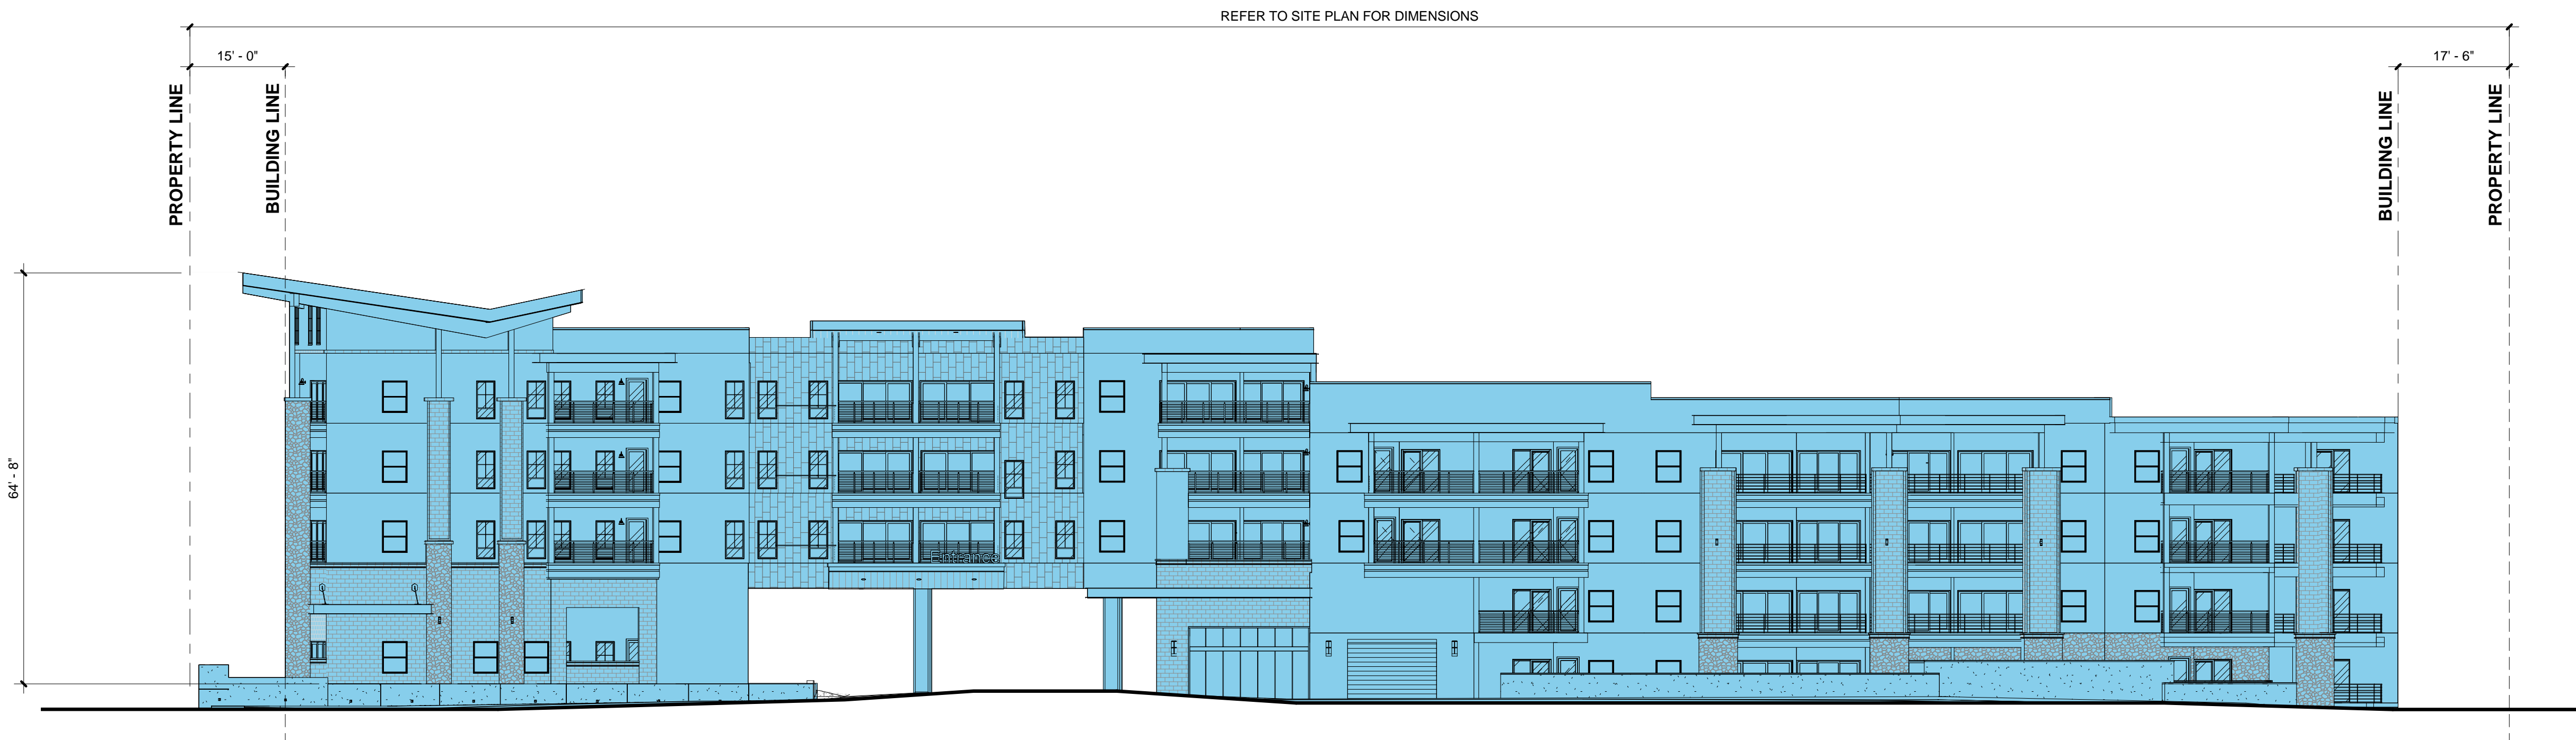 REFER TO SITE PLAN FOR DIMENSIONS
15' - 0"
17' - 6"
PROPERTY LINE
BUILDING LINE
BUILDING LINE
PROPERTY LINE
64' - 8"
Entrance